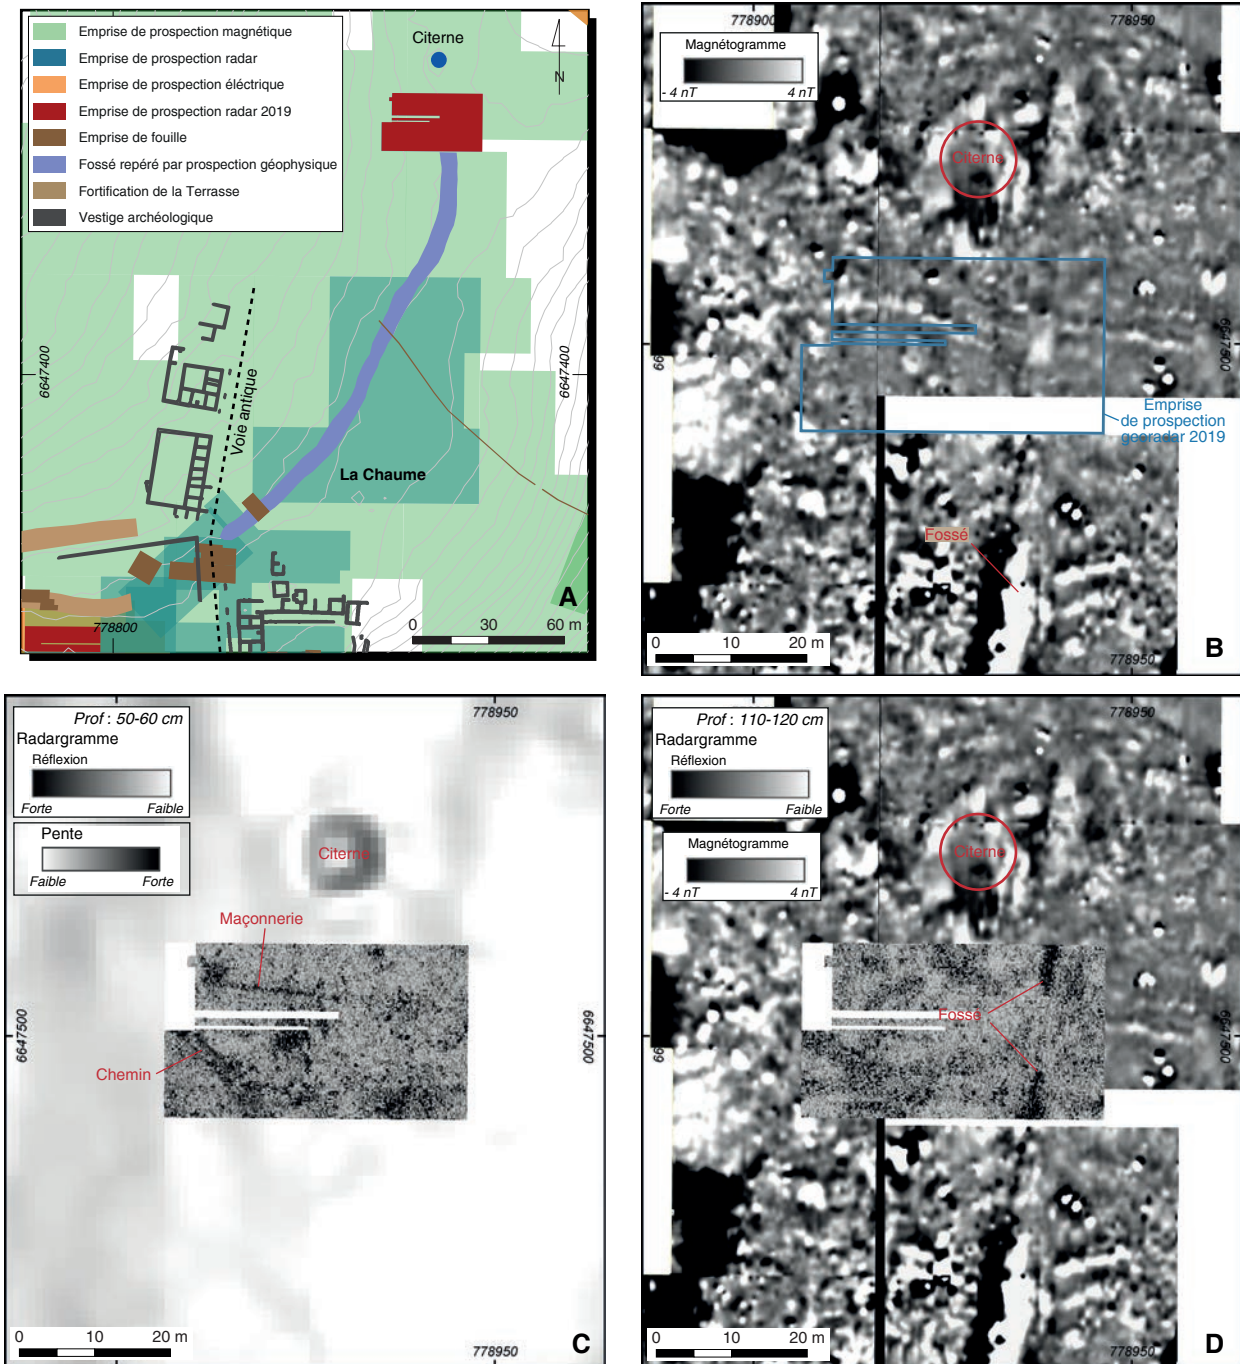 Emprise de prospection magnétique
Emprise de prospection radar
Emprise de prospection éléctrique
Emprise de prospection radar 2019
Emprise de fouille
Fossé repéré par prospection géophysique
Fortification de la Terrasse
Vestige archéologique
Citerne
N
6647400
6647400
Voie antique
La Chaume
778800
0 30 60 m
A
778900
778950
Magnétogramme
- 4 nT
4 nT
Citerne
6647500
Emprise
de prospection
georadar 2019
Fossé
0 10 20 m
778950
B
Prof : 50-60 cm
Radargramme
Réflexion
Forte
Faible
Pente
Faible
Forte
778950
Citerne
Maçonnerie
6647500
6647500
Chemin
0 10 20 m
778950
C
Prof : 110-120 cm
Radargramme
Réflexion
Forte
Faible
Magnétogramme
- 4 nT
4 nT
778950
Citerne
Fossé
6647500
0 10 20 m
778950
D